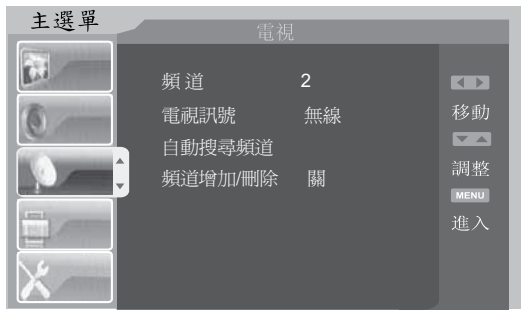 主選單
電視
頻道 2
電視訊號 無線
自動搜尋頻道
頻道增加/刪除 關
移動
調整
MENU
進入